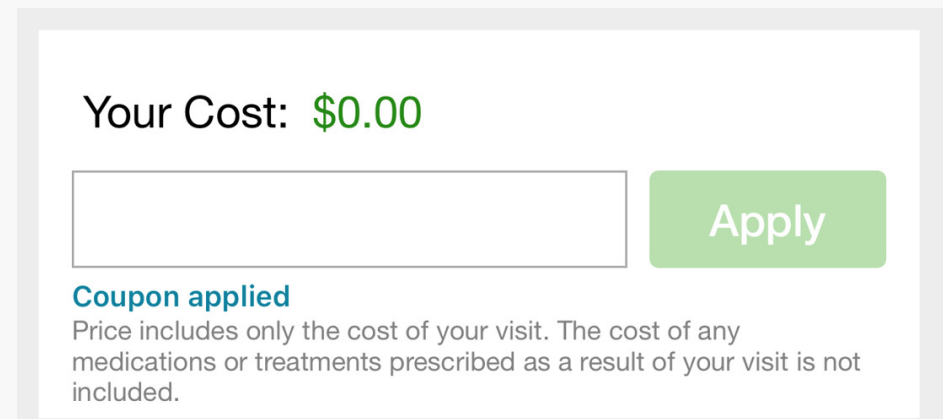 Your Cost: $0.00
Apply
Coupon applied
Price includes only the cost of your visit. The cost of any
medications or treatments prescribed as a result of your visit is not
included.